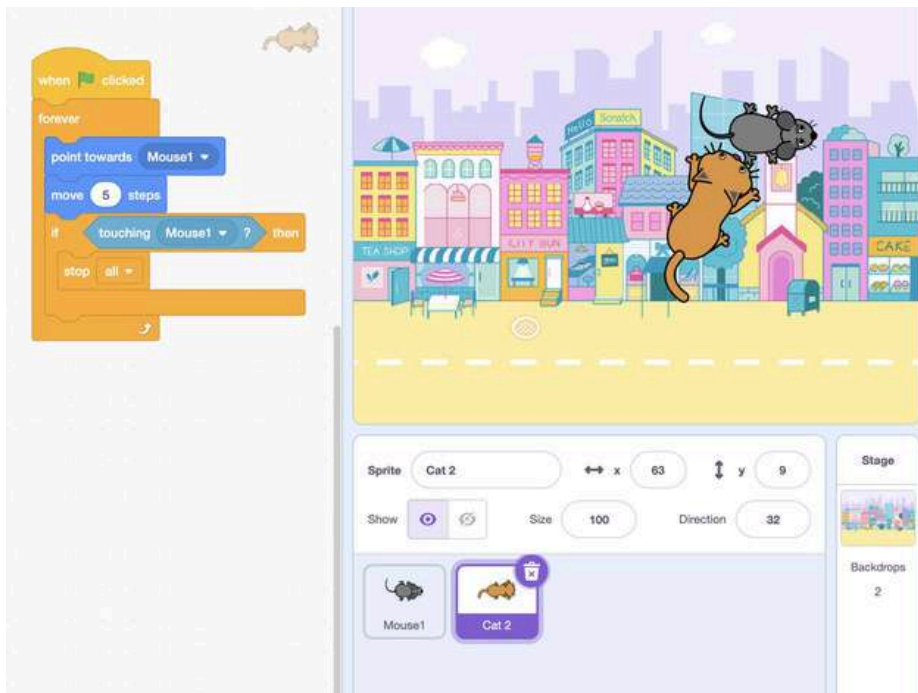 when clicked
forever
point towards Mouse1
move 5 steps
if touching Mouse1 ? then
stop all
Hello Scratch
TEA SHOP
CITY BUN
CAKE
Sprite Cat 2 x 63 y 9
Show Size 100 Direction 32
Mouse1
Cat 2
Stage
Backdrops
2